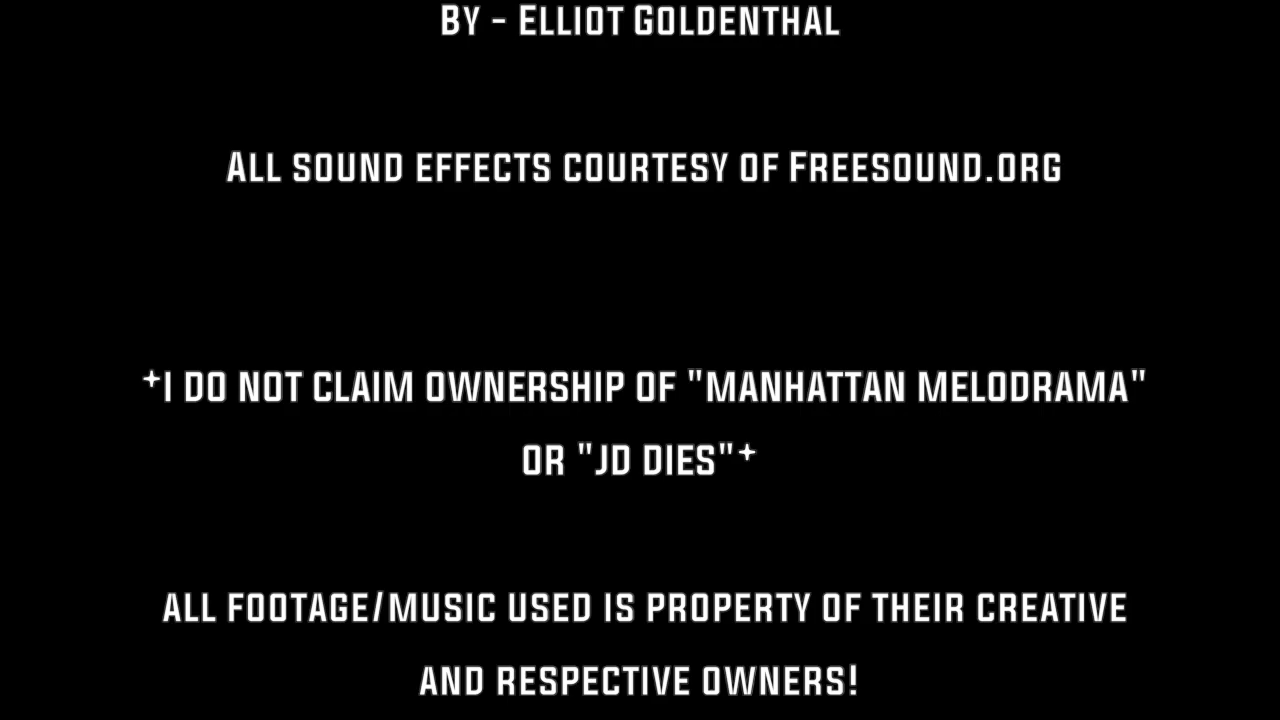 By - Elliot Goldenthal
All sound effects courtesy of Freesound.org
*I DO NOT CLAIM OWNERSHIP OF "MANHATTAN MELODRAMA"
OR "JD DIES"*
ALL FOOTAGE/MUSIC USED IS PROPERTY OF THEIR CREATIVE
AND RESPECTIVE OWNERS!